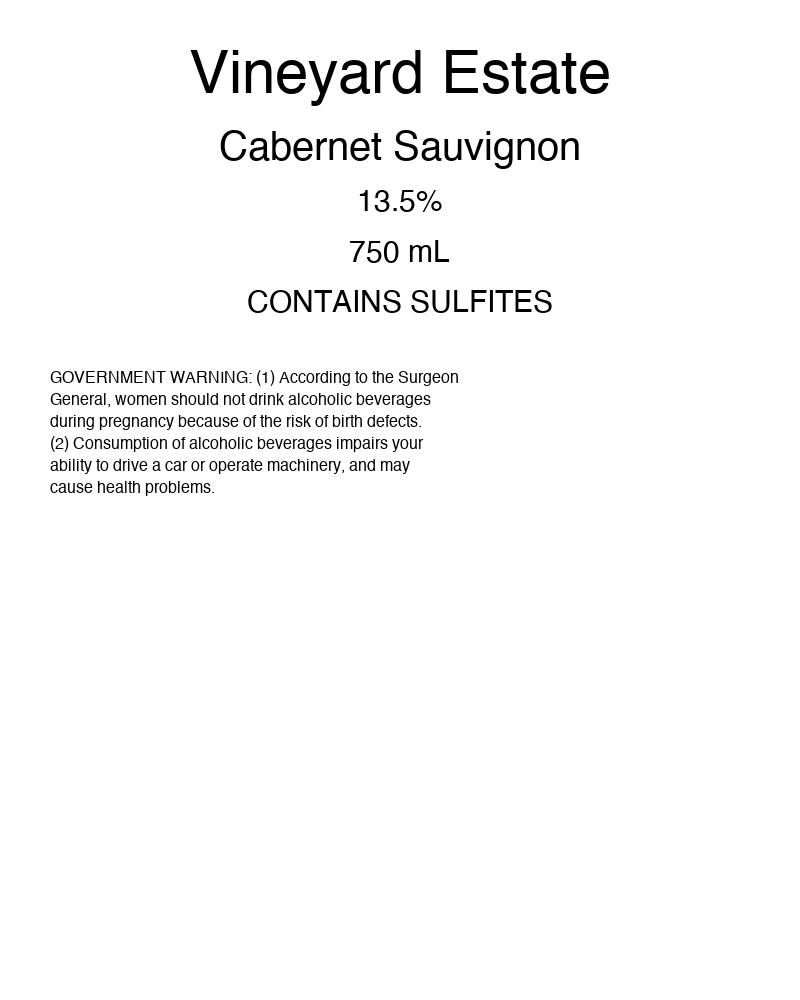 Vineyard Estate
Cabernet Sauvignon
13.5%
750 mL
CONTAINS SULFITES
GOVERNMENT WARNING: (1) According to the Surgeon
General, women should not drink alcoholic beverages
during pregnancy because of the risk of birth defects.
(2) Consumption of alcoholic beverages impairs your
ability to drive a car or operate machinery, and may
cause health problems.